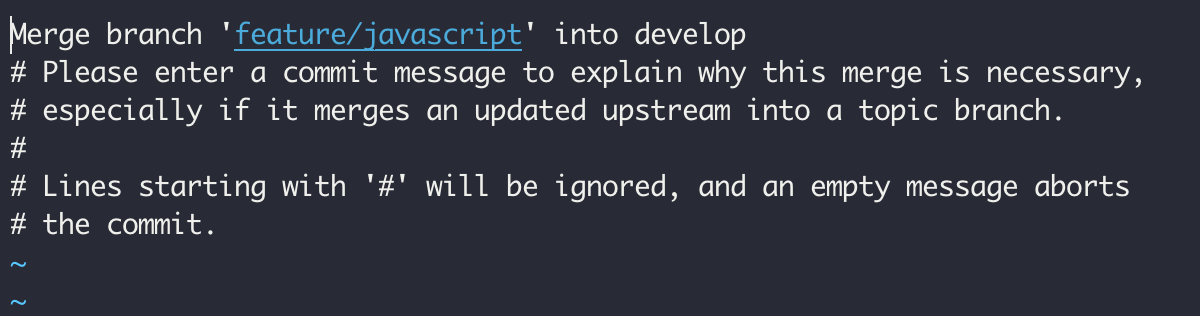 Merge branch 'feature/javascript' into develop
# Please enter a commit message to explain why this merge is necessary,
# especially if it merges an updated upstream into a topic branch.
#
# Lines starting with '#' will be ignored, and an empty message aborts
# the commit.
~
~